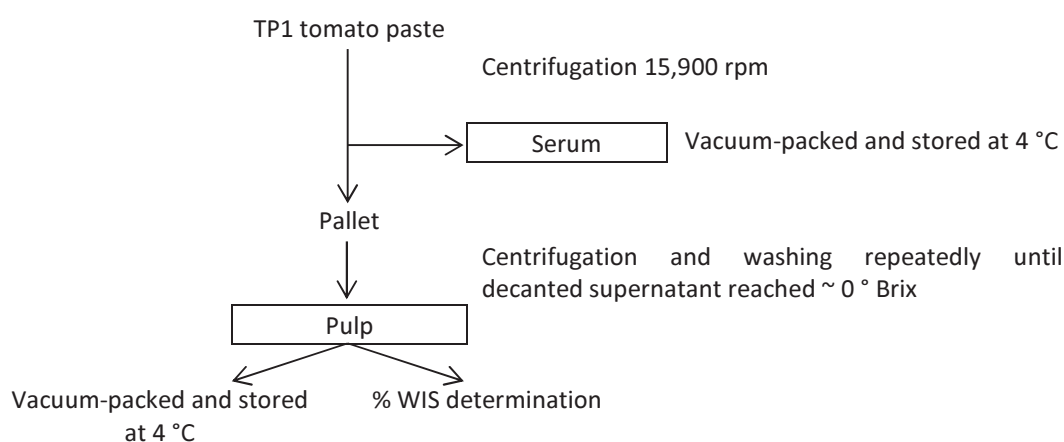 TP1 tomato paste
Centrifugation 15,900 rpm
Serum
Vacuum-packed and stored at 4 °C
Pallet
Centrifugation and washing repeatedly until
decanted supernatant reached ~ 0 ° Brix
Pulp
Vacuum-packed and stored
at 4 °C
% WIS determination